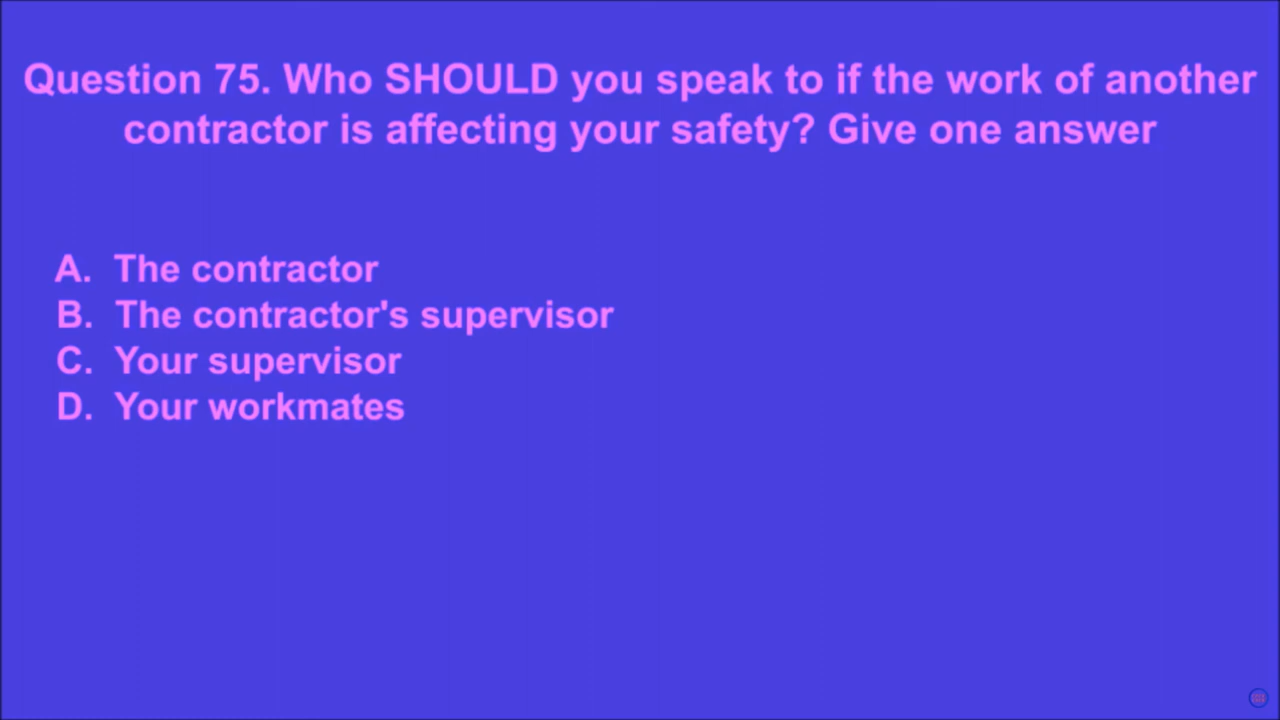 Question 75. Who SHOULD you speak to if the work of another
contractor is affecting your safety? Give one answer
A. The contractor
B. The contractor's supervisor
C. Your supervisor
D. Your workmates